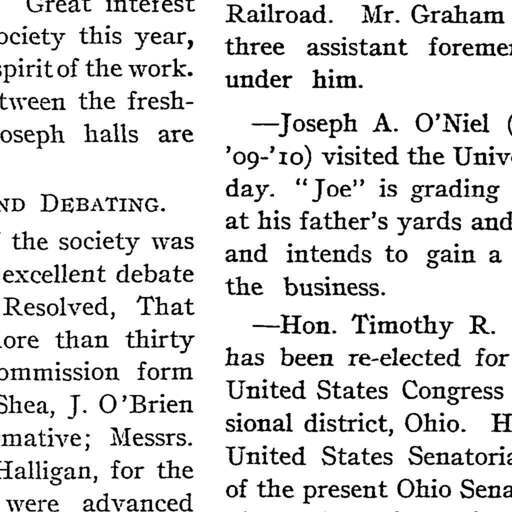 Great interest
ociety this year,
spirit of the work.
tween the fresh-
oseph halls are
ND DEBATING.
the society was
excellent debate
Resolved, That
ore than thirty
ommission form
Shea, J. O'Brien
mative; Messrs.
Halligan, for the
were advanced
Railroad. Mr. Graham
three assistant foreme
under him.
—Joseph A. O'Niel (
'09-'10) visited the Univ
day. "Joe" is grading
at his father's yards and
and intends to gain a
the business.
—Hon. Timothy R.
has been re-elected for
United States Congress
sional district, Ohio. H
United States Senatoria
of the present Ohio Sena